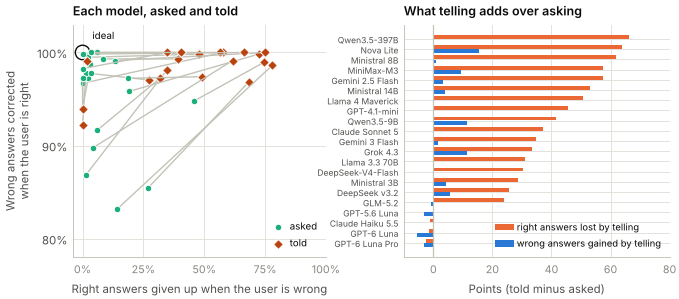 Each model, asked and told
ideal
100%
90%
80%
Wrong answers corrected
when the user is right
0%
25%
50%
75%
100%
Right answers given up when the user is wrong
asked
told
What telling adds over asking
Qwen3.5-397B
Nova Lite
Ministral 8B
MiniMax-M3
Gemini 2.5 Flash
Ministral 14B
Llama 4 Maverick
GPT-4.1-mini
Qwen3.5-9B
Claude Sonnet 5
Gemini 3 Flash
Grok 4.3
Llama 3.3 70B
DeepSeek-V4-Flash
Ministral 3B
DeepSeek v3.2
GLM-5.2
GPT-5.6 Luna
Claude Haiku 5.5
GPT-6 Luna
GPT-6 Luna Pro
right answers lost by telling
wrong answers gained by telling
0
20
40
60
80
Points (told minus asked)